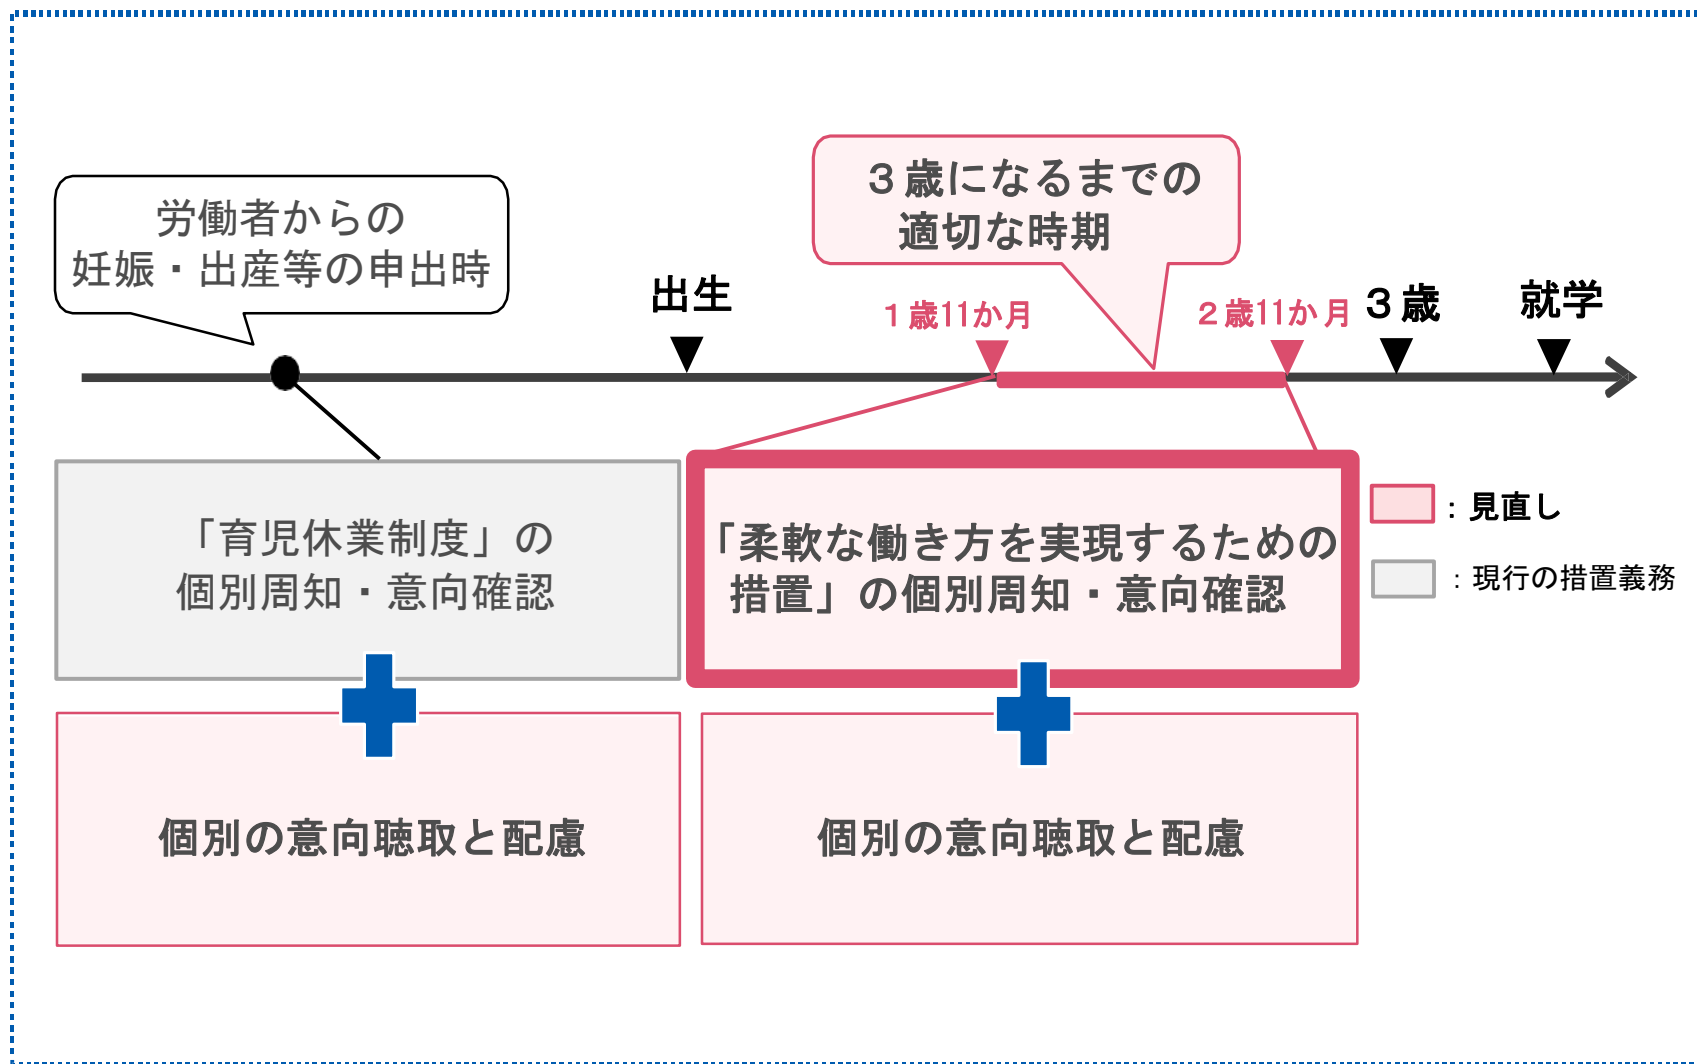 労働者からの
妊娠・出産等の申出時
３歳になるまでの
適切な時期
出生
１歳11か月
２歳11か月
３歳
就学
「育児休業制度」の
個別周知・意向確認
「柔軟な働き方を実現するための
措置」の個別周知・意向確認
：見直し
：現行の措置義務
個別の意向聴取と配慮
個別の意向聴取と配慮